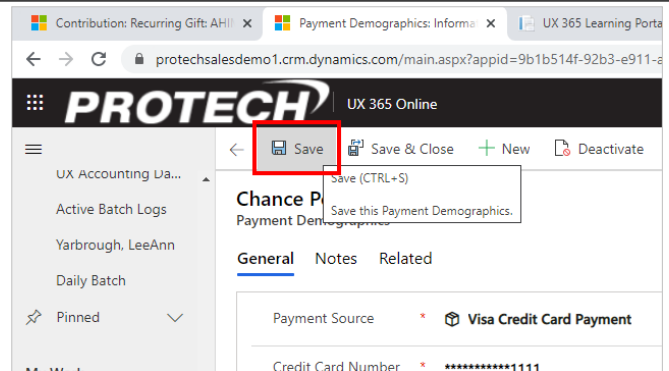 Contribution: Recurring Gift: AHI
Payment Demographics: Informa
UX 365 Learning Porta
protechsalesdemo1.crm.dynamics.com/main.aspx?appid=9b1b514f-92b3-e911-a
PROTECH UX 365 Online
Save Save & Close New Deactivate
UX Accounting Da...
Save (CTRL+S)
Active Batch Logs
Chance P
Save this Payment Demographics.
Payment Demographics
Yarbrough, LeeAnn
General Notes Related
Daily Batch
Pinned
Payment Source * Visa Credit Card Payment
Credit Card Number * ***********1111